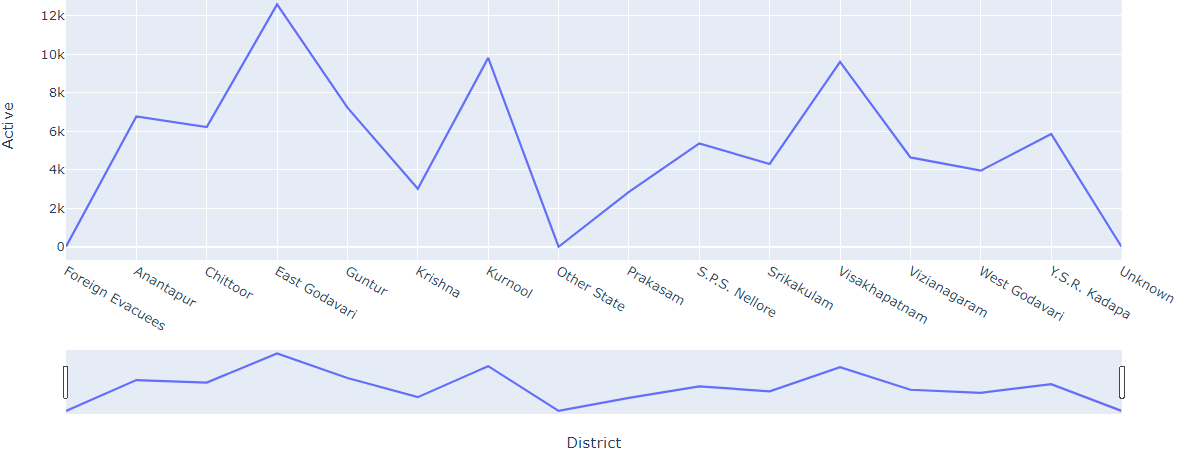 Active
12k
10k
8k
6k
4k
2k
0
Foreign Evacuees
Anantapur
Chittoor
East Godavari
Guntur
Krishna
Kurnool
Other State
Prakasam
S.P.S. Nellore
Srikakulam
Visakhapatnam
Vizianagaram
West Godavari
Y.S.R. Kadapa
Unknown
District